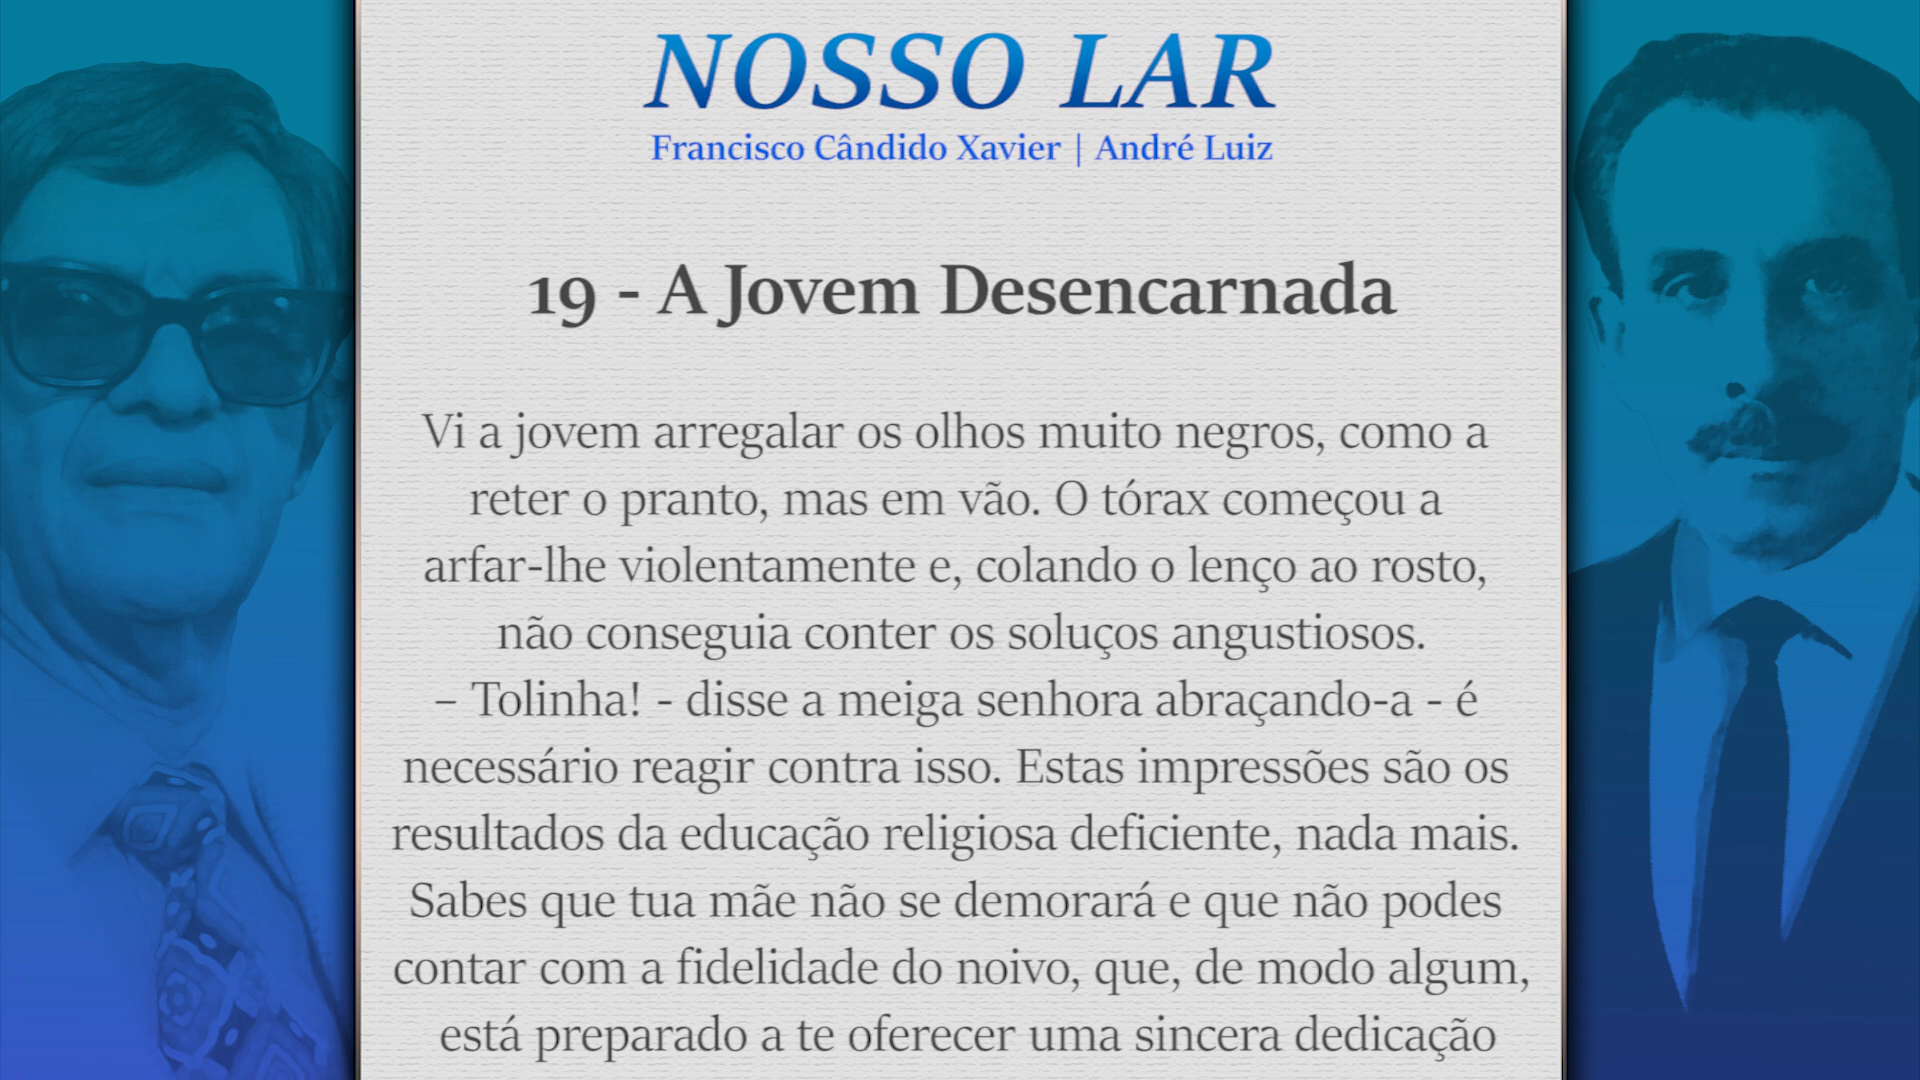 NOSSO LAR
Francisco Cândido Xavier | André Luiz
19 - A Jovem Desencarnada
Vi a jovem arregalar os olhos muito negros, como a
reter o pranto, mas em vão. O tórax começou a
arfar-lhe violentamente e, colando o lenço ao rosto,
não conseguia conter os soluços angustiosos.
– Tolinha! - disse a meiga senhora abraçando-a - é
necessário reagir contra isso. Estas impressões são os
resultados da educação religiosa deficiente, nada mais.
Sabes que tua mãe não se demorará e que não podes
contar com a fidelidade do noivo, que, de modo algum,
está preparado a te oferecer uma sincera dedicação